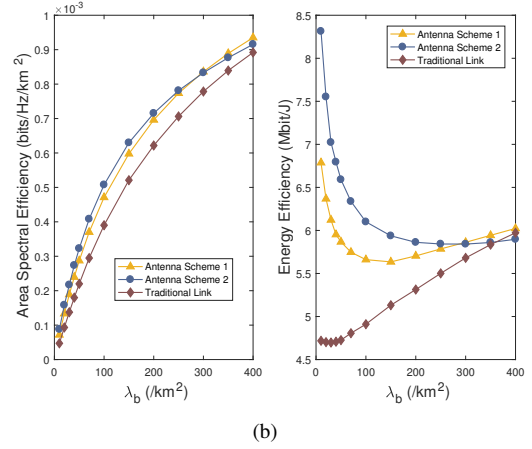 ×10⁻³
1
0.9
0.8
0.7
0.6
0.5
0.4
0.3
0.2
0.1
0
0 100 200 300 400
Area Spectral Efficiency (bits/Hz/km²)
λb (/km²)
Antenna Scheme 1
Antenna Scheme 2
Traditional Link
8.5
8
7.5
7
6.5
6
5.5
5
4.5
0 100 200 300 400
Energy Efficiency (Mbit/J)
λb (/km²)
Antenna Scheme 1
Antenna Scheme 2
Traditional Link
(b)